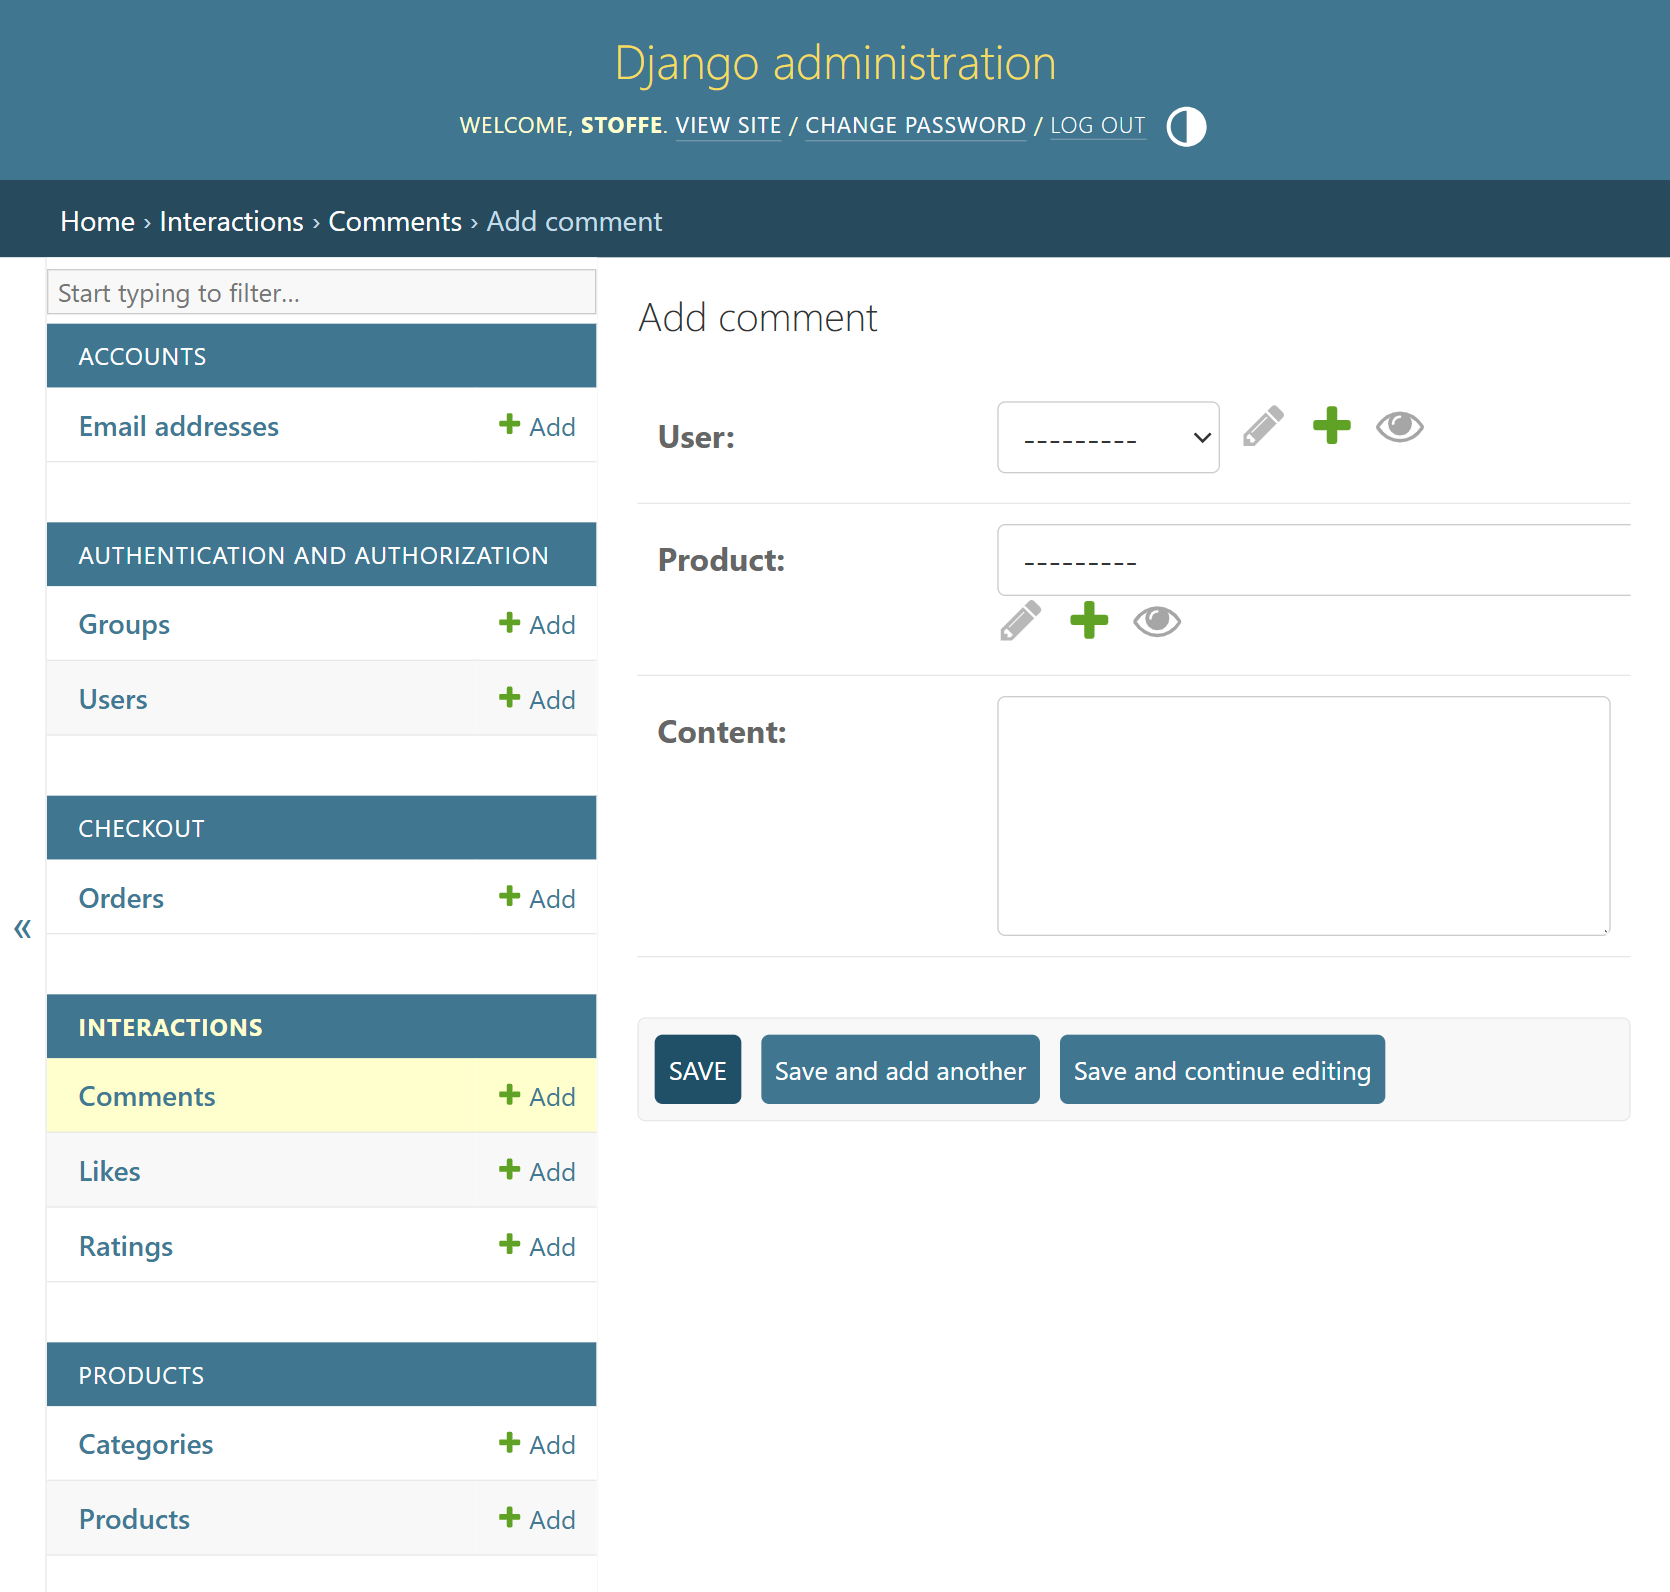 Django administration
WELCOME, STOFFE. VIEW SITE / CHANGE PASSWORD / LOG OUT
Home › Interactions › Comments › Add comment
Start typing to filter...
ACCOUNTS
Email addresses
Add
AUTHENTICATION AND AUTHORIZATION
Groups
Add
Users
Add
CHECKOUT
Orders
Add
«
INTERACTIONS
Comments
Add
Likes
Add
Ratings
Add
PRODUCTS
Categories
Add
Products
Add
Add comment
User:
---------
Product:
---------
Content:
SAVE
Save and add another
Save and continue editing